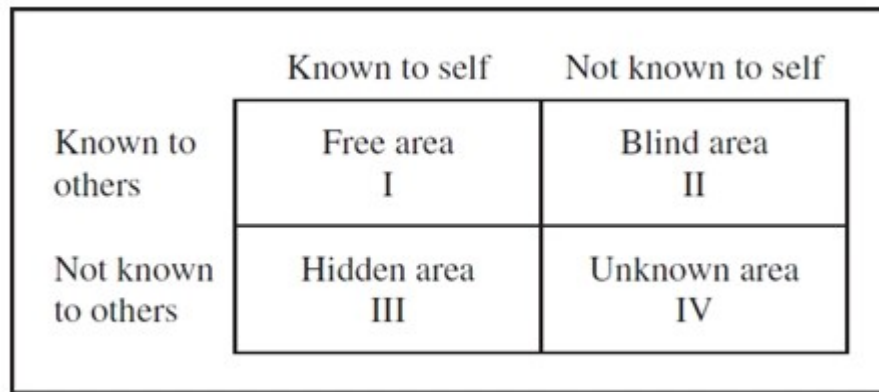 Known to self Not known to self
Known to Free area Blind area
others I II
Not known Hidden area Unknown area
to others III IV